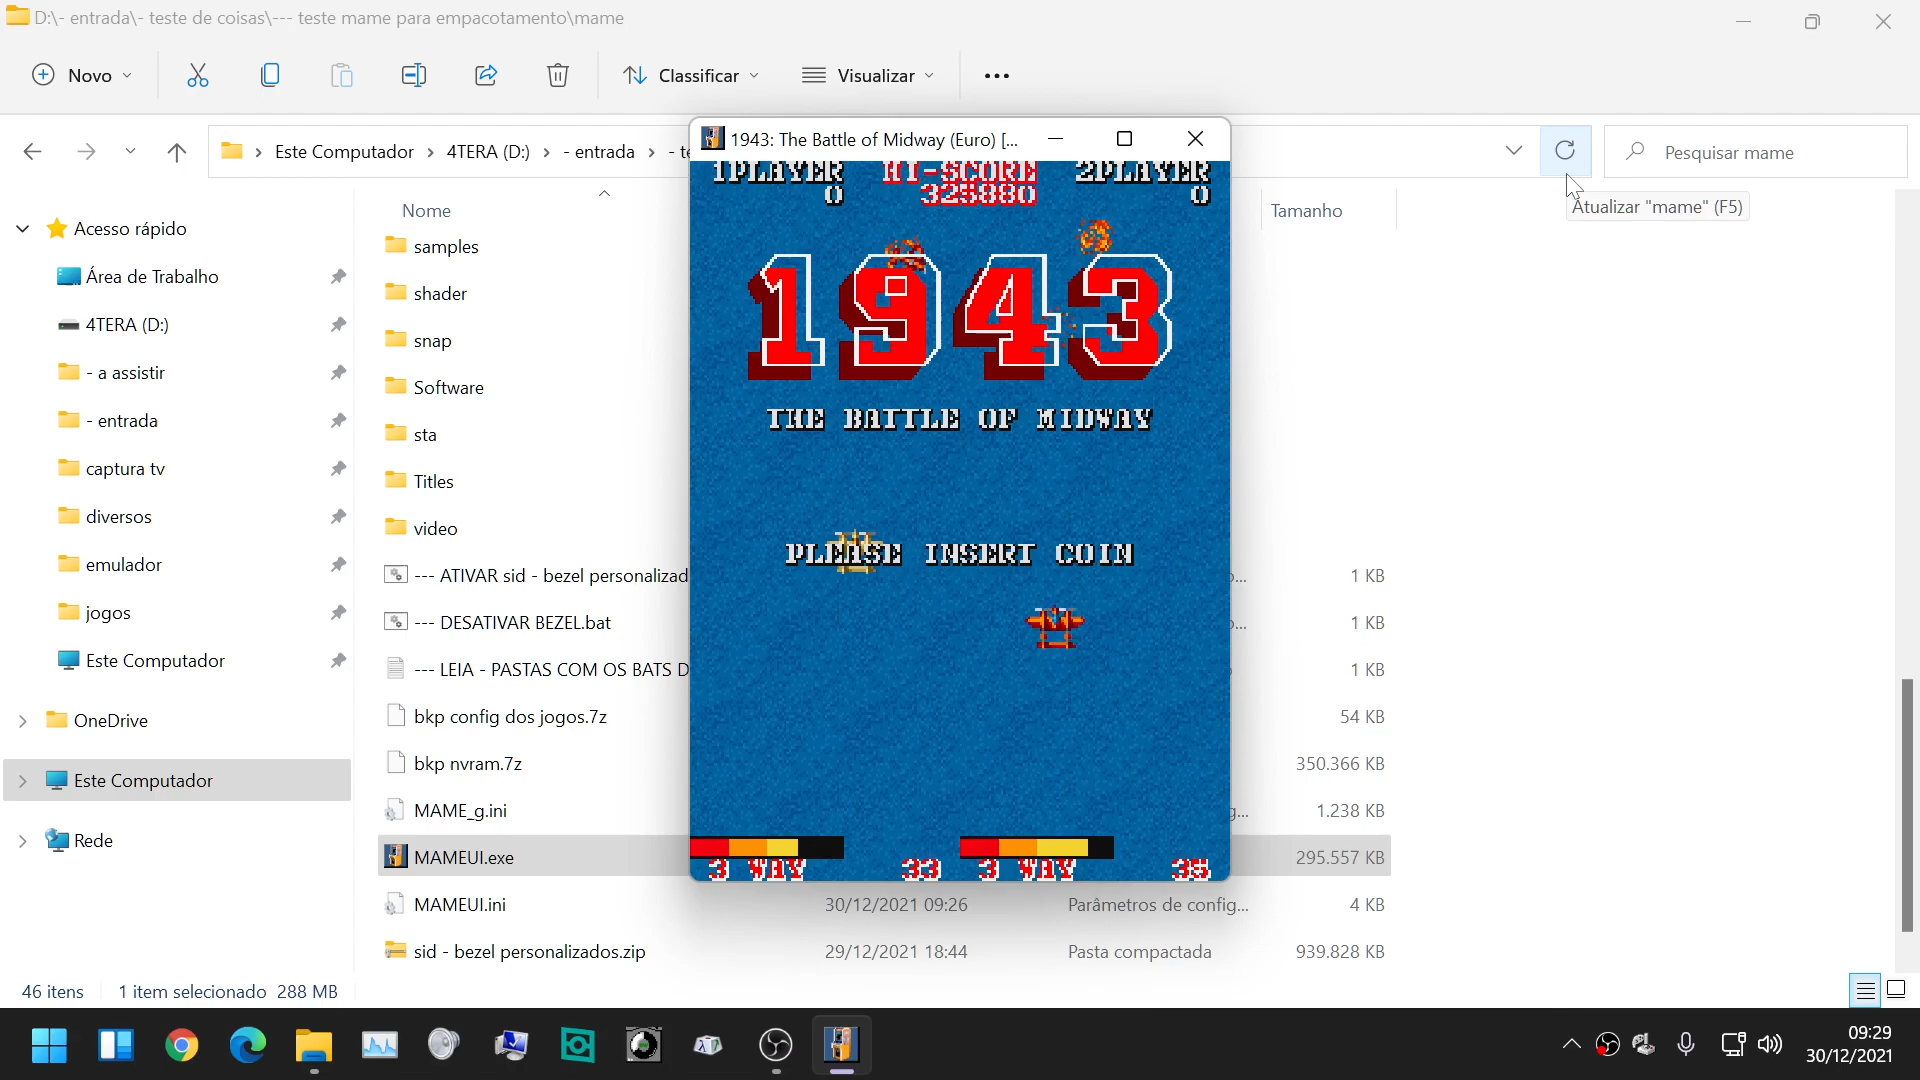 D:\- entrada\- teste de coisas\--- teste mame para empacotamento\mame
Novo
Classificar
Visualizar
Este Computador
4TERA (D:)
- entrada
- te
Pesquisar mame
Atualizar "mame" (F5)
Nome
Tamanho
Acesso rápido
Área de Trabalho
4TERA (D:)
- a assistir
- entrada
captura tv
diversos
emulador
jogos
Este Computador
OneDrive
Este Computador
Rede
samples
shader
snap
Software
sta
Titles
video
--- ATIVAR sid - bezel personalizad
o...
1 KB
--- DESATIVAR BEZEL.bat
o...
1 KB
--- LEIA - PASTAS COM OS BATS D
1 KB
bkp config dos jogos.7z
54 KB
bkp nvram.7z
350.366 KB
MAME_g.ini
g...
1.238 KB
MAMEUI.exe
295.557 KB
MAMEUI.ini
30/12/2021 09:26
Parâmetros de config...
4 KB
sid - bezel personalizados.zip
29/12/2021 18:44
Pasta compactada
939.828 KB
1943: The Battle of Midway (Euro) [...
1PLAYER
HI-SCORE
2PLAYER
0
325880
0
1943
THE BATTLE OF MIDWAY
PLEASE INSERT COIN
3 WAY
33
3 WAY
35
46 itens
1 item selecionado 288 MB
09:29
30/12/2021